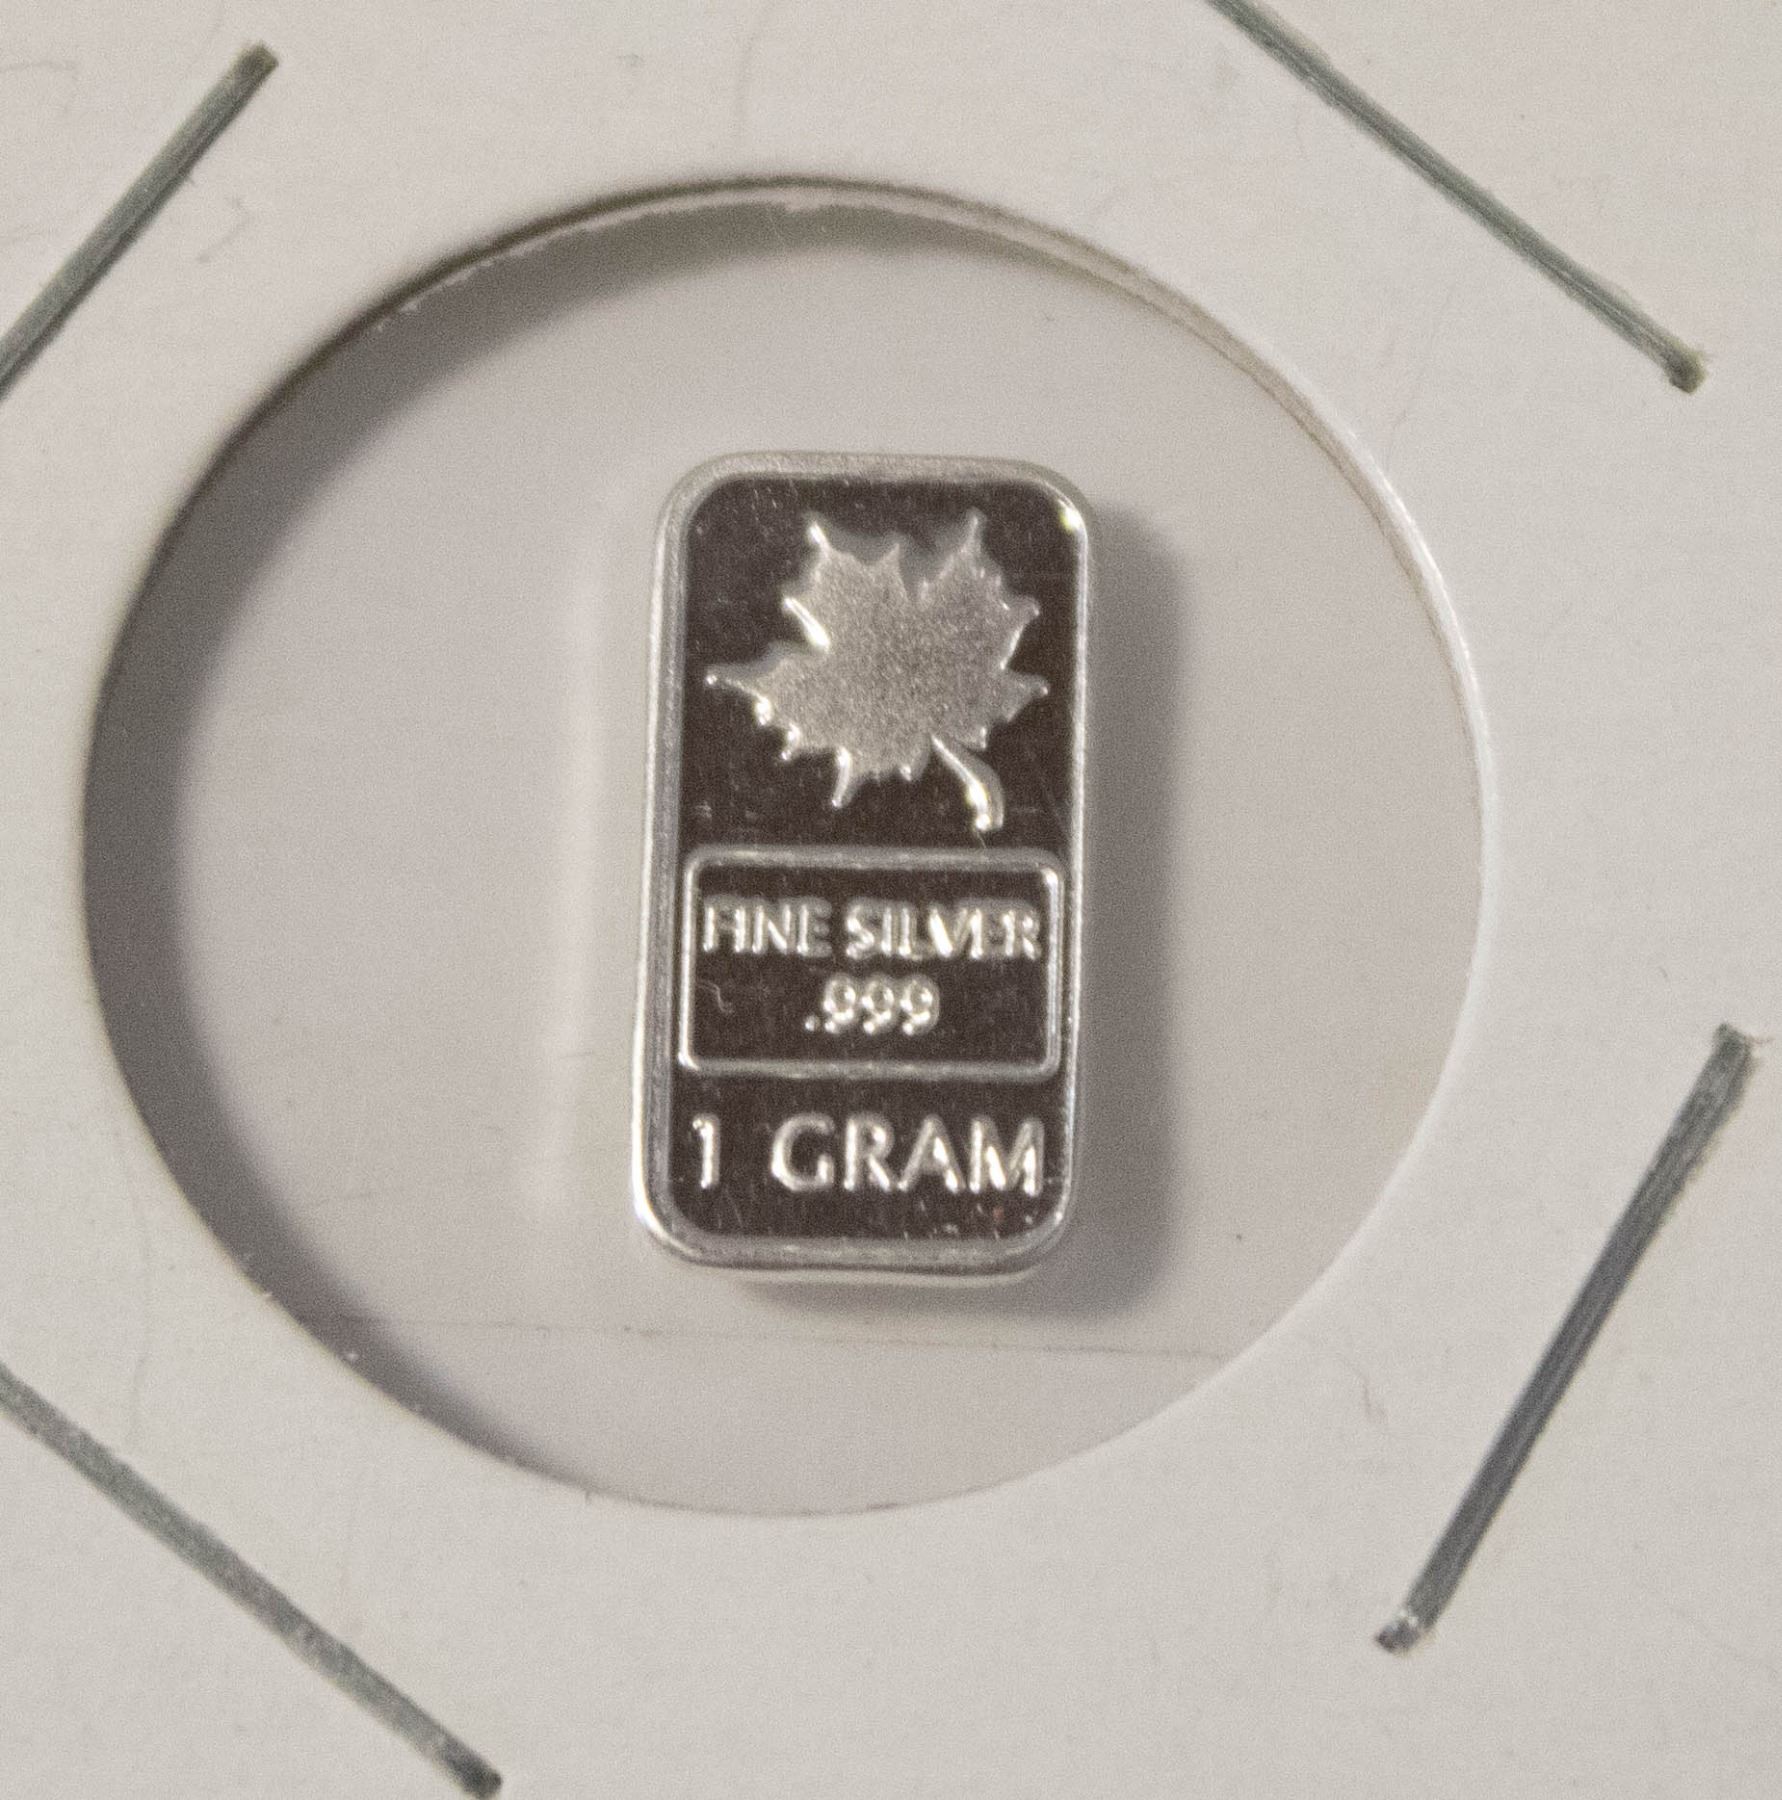 FINE SILVER
.999
1 GRAM